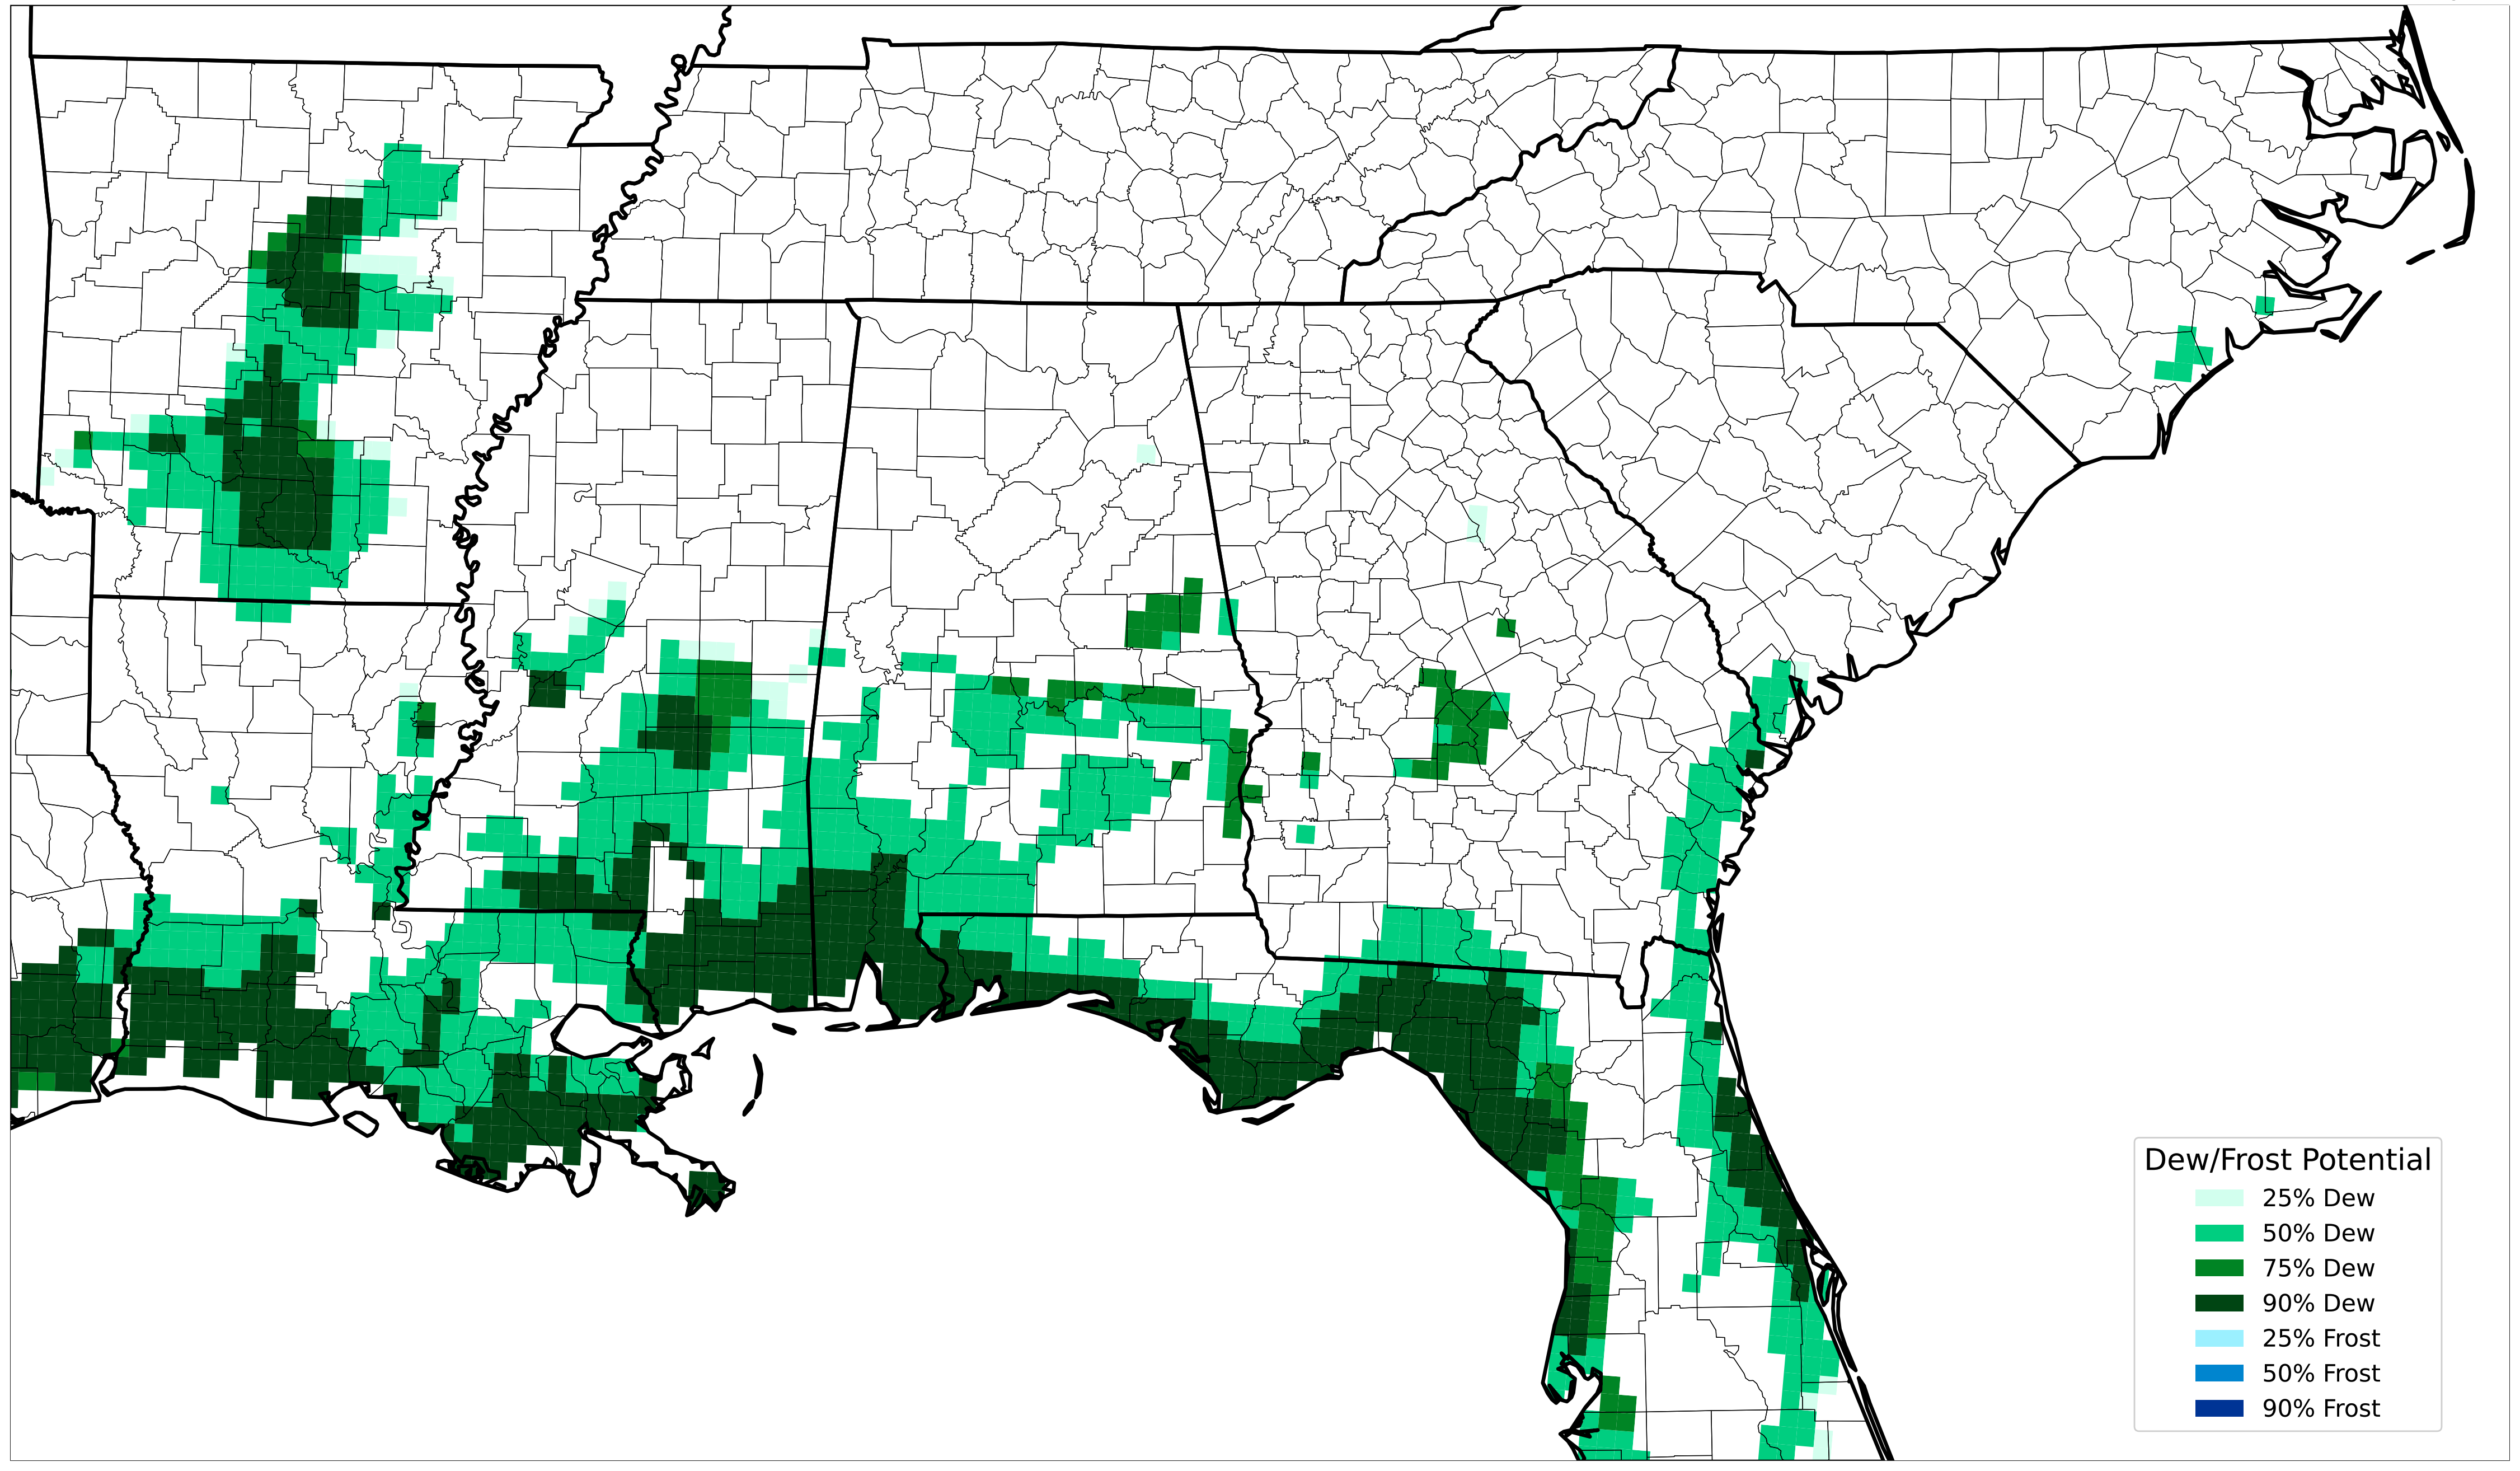 Dew/Frost Potential
25% Dew
50% Dew
75% Dew
90% Dew
25% Frost
50% Frost
90% Frost